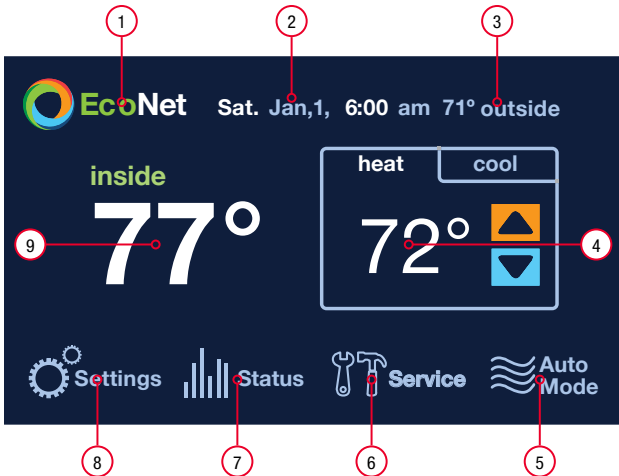 1 2 3
EcoNet Sat. Jan,1, 6:00 am 71° outside
heat cool
inside
77° 72°
9 4
Settings Status Service Auto
Mode
8 7 6 5